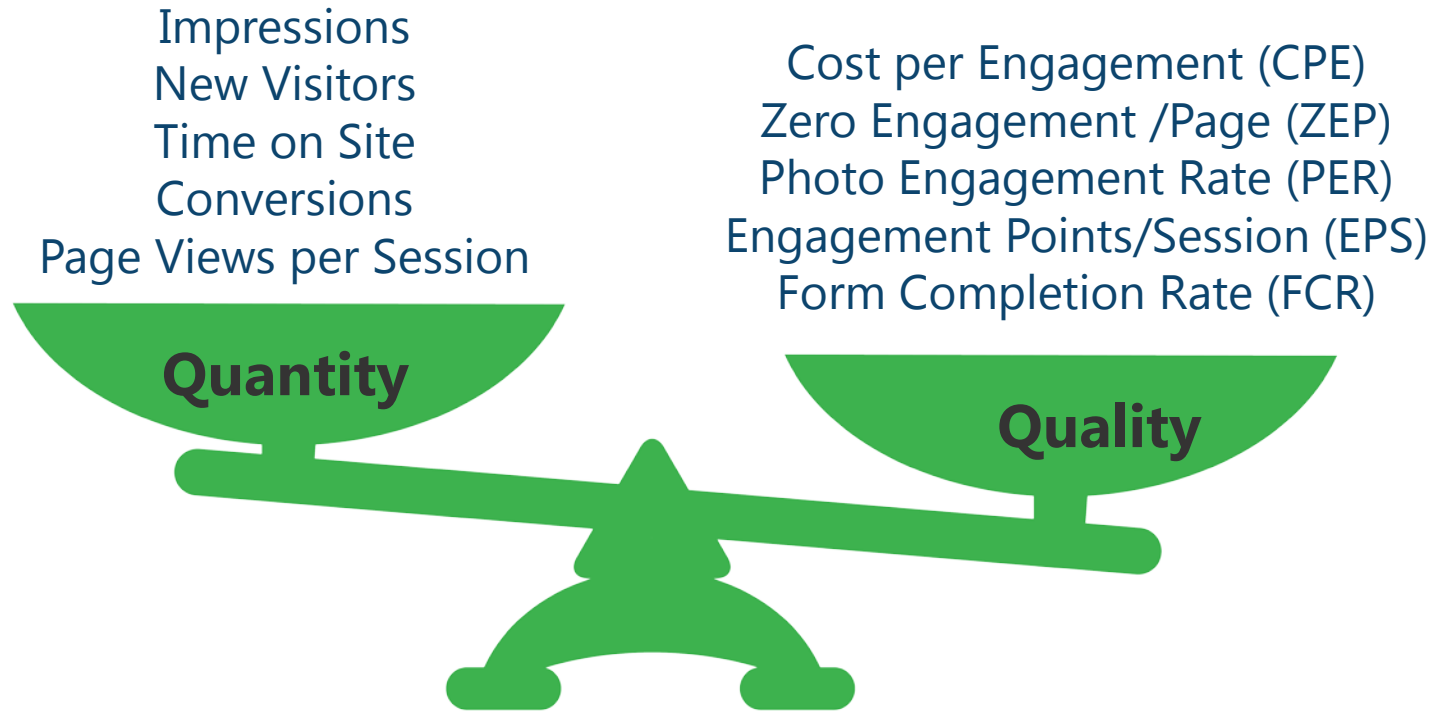 Impressions
New Visitors
Time on Site
Conversions
Page Views per Session
Quantity
Cost per Engagement (CPE)
Zero Engagement /Page (ZEP)
Photo Engagement Rate (PER)
Engagement Points/Session (EPS)
Form Completion Rate (FCR)
Quality